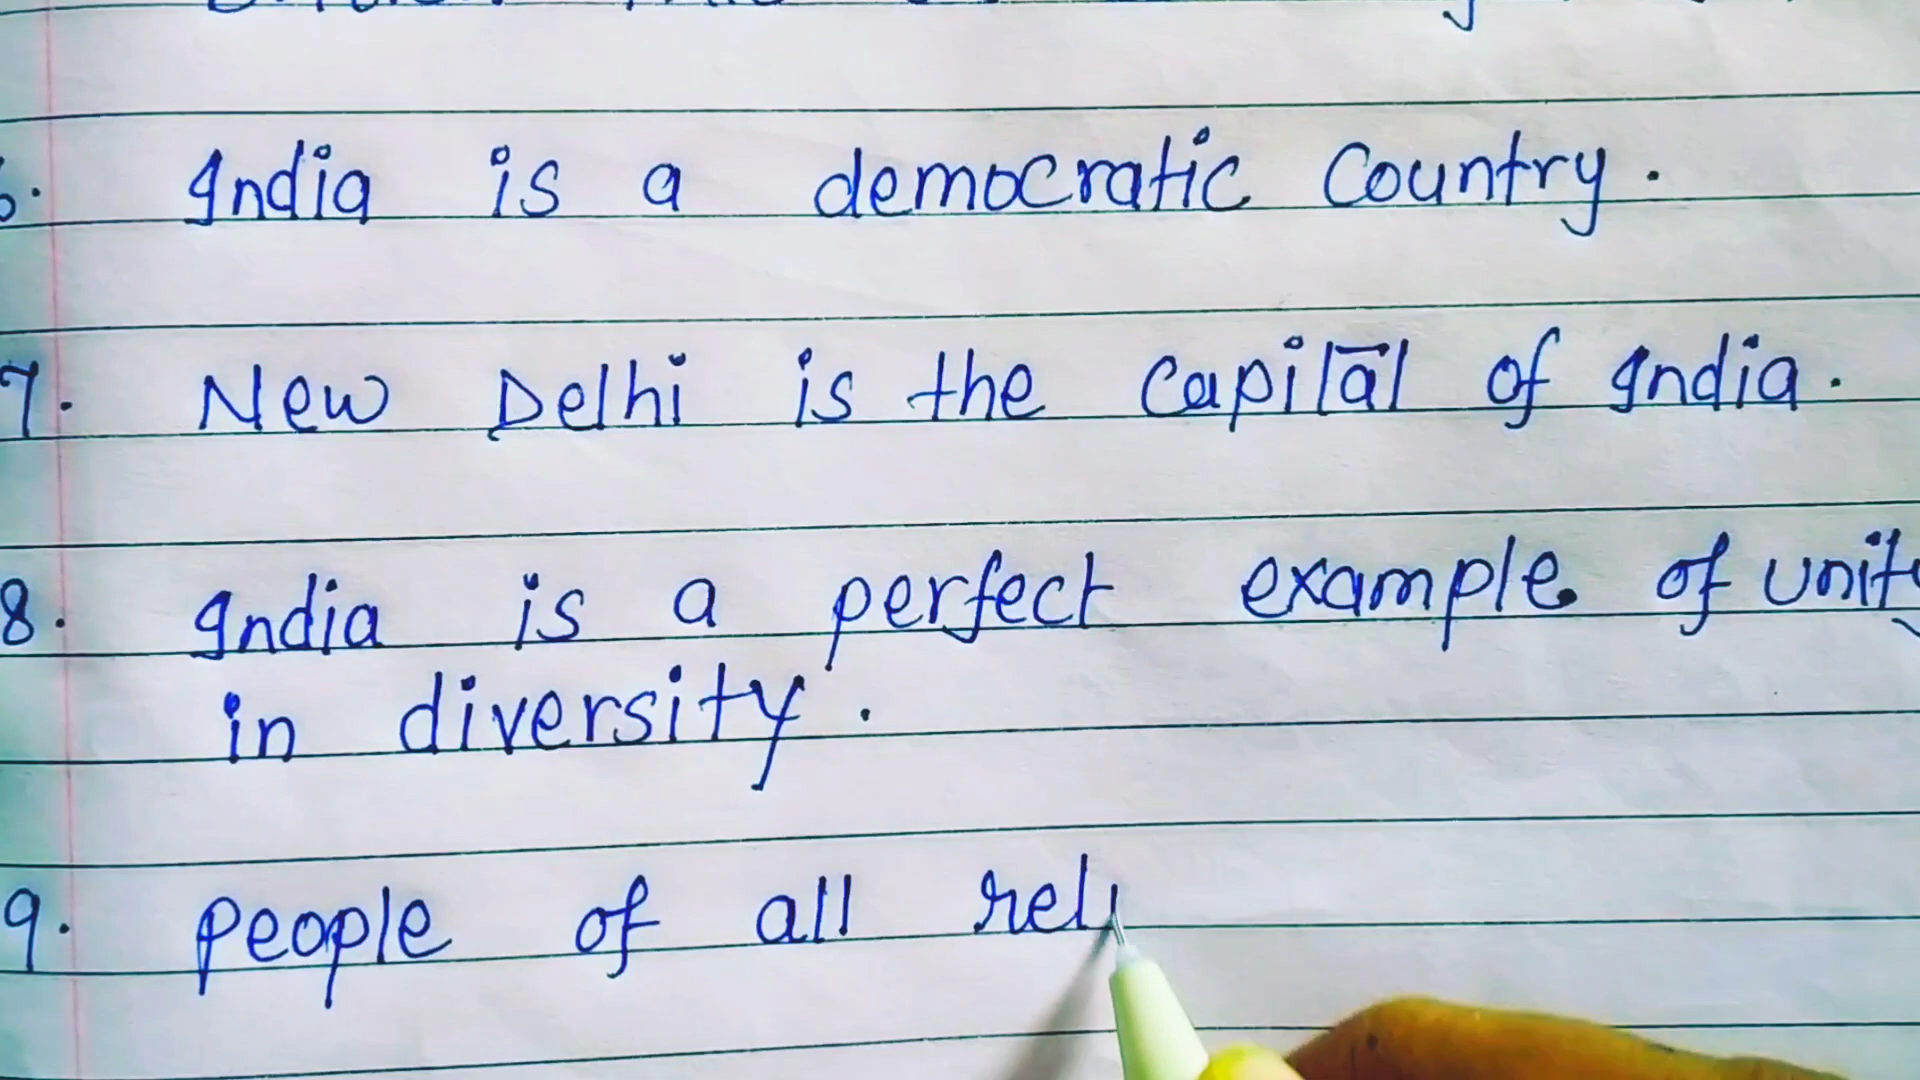 6. India is a democratic Country.
7. New Delhi is the Capital of India.
8. India is a perfect example of unity
in diversity.
9. People of all reli